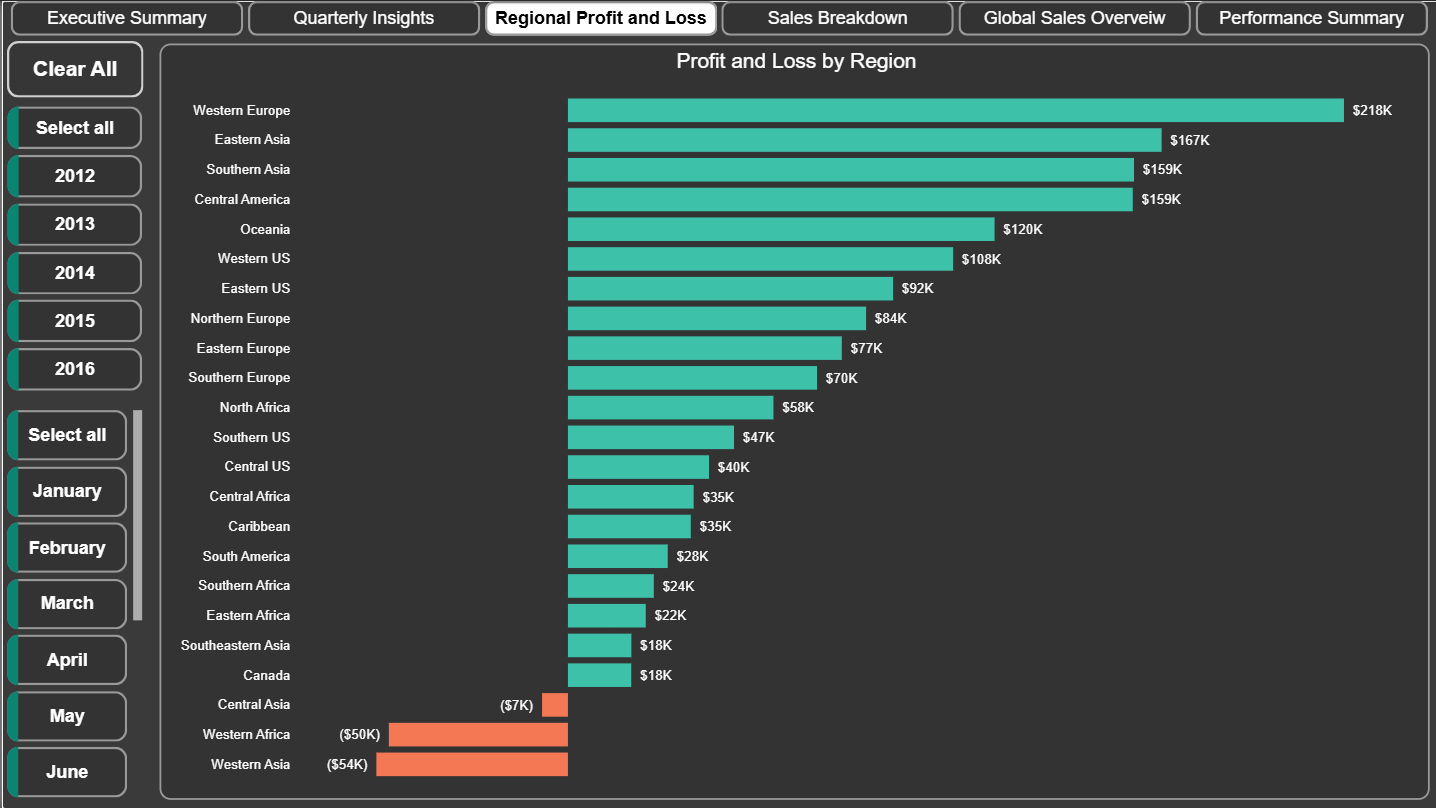 Executive Summary
Quarterly Insights
Regional Profit and Loss
Sales Breakdown
Global Sales Overveiw
Performance Summary
Clear All
Select all
2012
2013
2014
2015
2016
Select all
January
February
March
April
May
June
Profit and Loss by Region
Western Europe $218K
Eastern Asia $167K
Southern Asia $159K
Central America $159K
Oceania $120K
Western US $108K
Eastern US $92K
Northern Europe $84K
Eastern Europe $77K
Southern Europe $70K
North Africa $58K
Southern US $47K
Central US $40K
Central Africa $35K
Caribbean $35K
South America $28K
Southern Africa $24K
Eastern Africa $22K
Southeastern Asia $18K
Canada $18K
Central Asia ($7K)
Western Africa ($50K)
Western Asia ($54K)